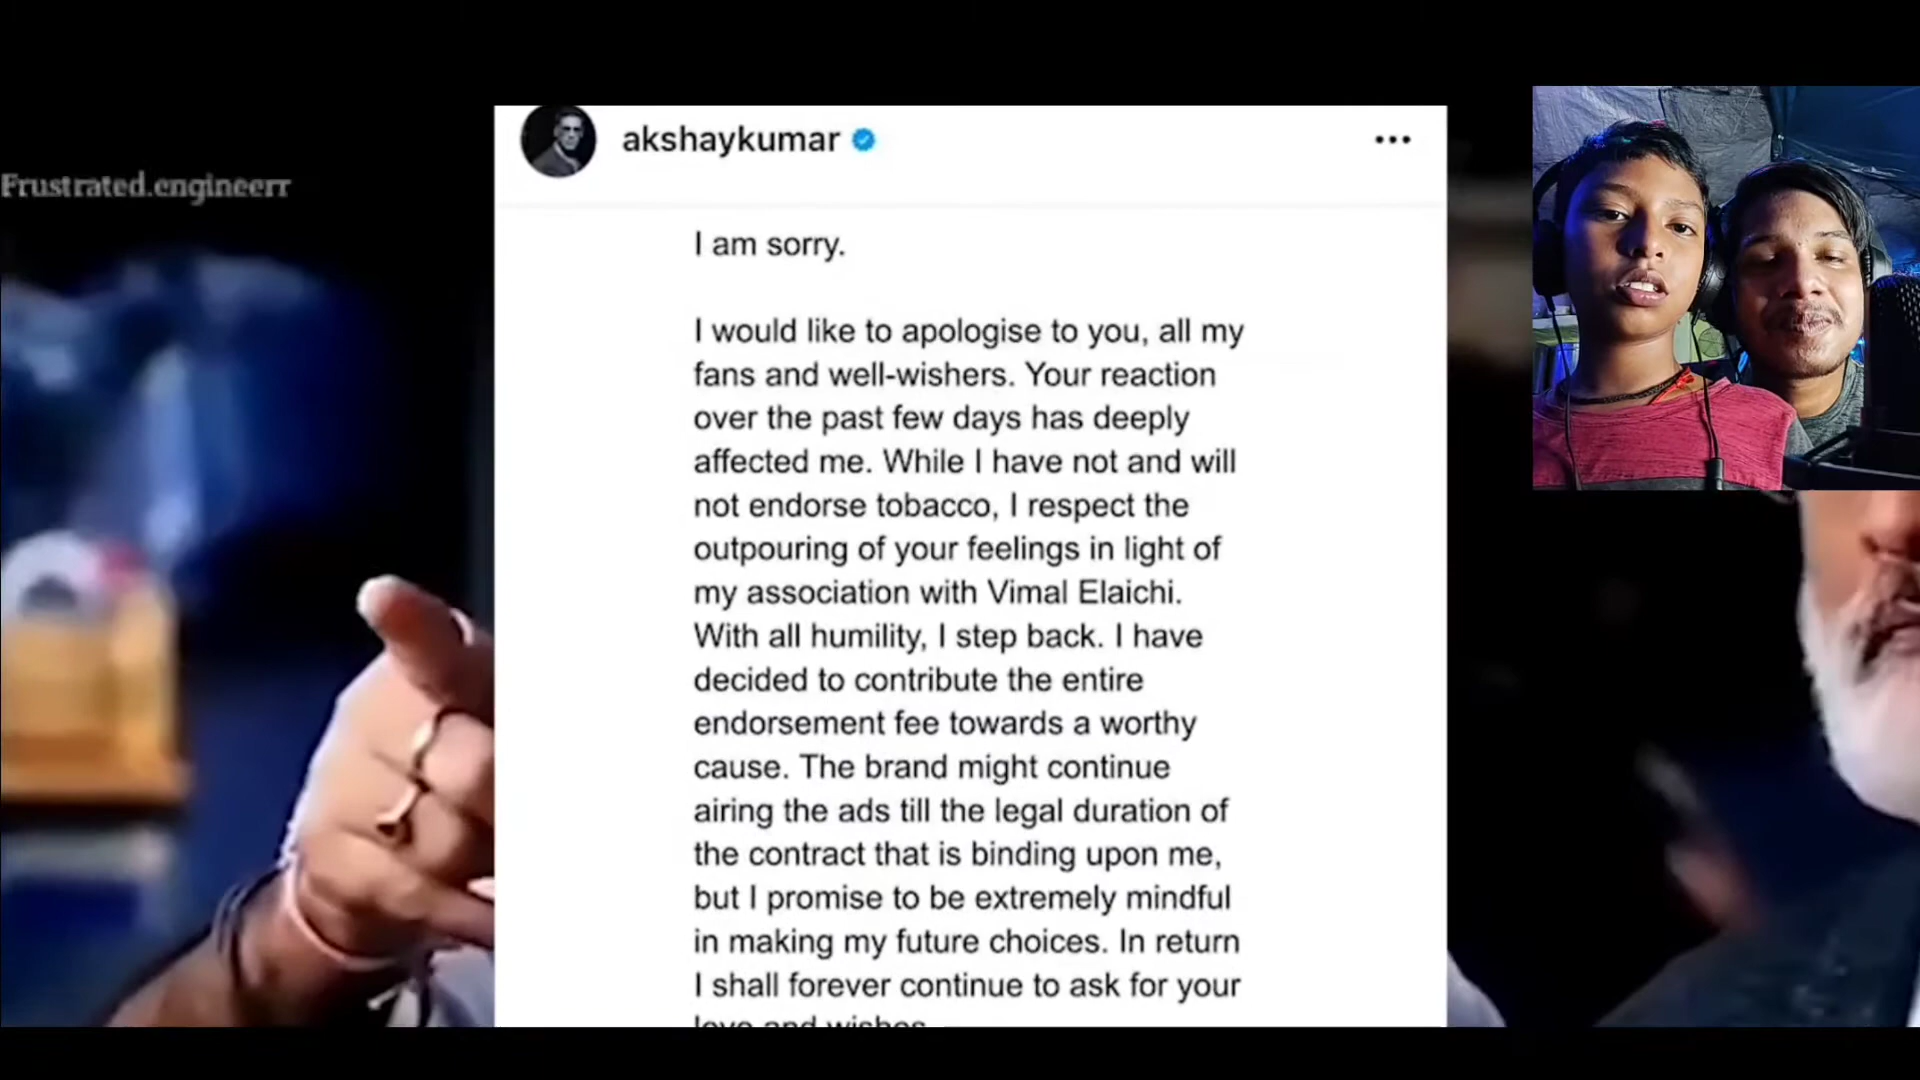 akshaykumar
Frustrated.engineerr
I am sorry.
I would like to apologise to you, all my
fans and well-wishers. Your reaction
over the past few days has deeply
affected me. While I have not and will
not endorse tobacco, I respect the
outpouring of your feelings in light of
my association with Vimal Elaichi.
With all humility, I step back. I have
decided to contribute the entire
endorsement fee towards a worthy
cause. The brand might continue
airing the ads till the legal duration of
the contract that is binding upon me,
but I promise to be extremely mindful
in making my future choices. In return
I shall forever continue to ask for your
love and wishes.